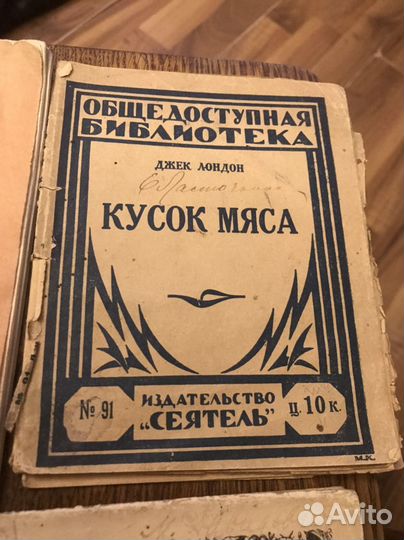 ОБЩЕДОСТУПНАЯ
БИБЛИОТЕКА
ДЖЕК ЛОНДОН
КУСОК МЯСА
№ 91
ИЗДАТЕЛЬСТВО
„СЕЯТЕЛЬ"
Ц. 10 К.
М.К.
Avito